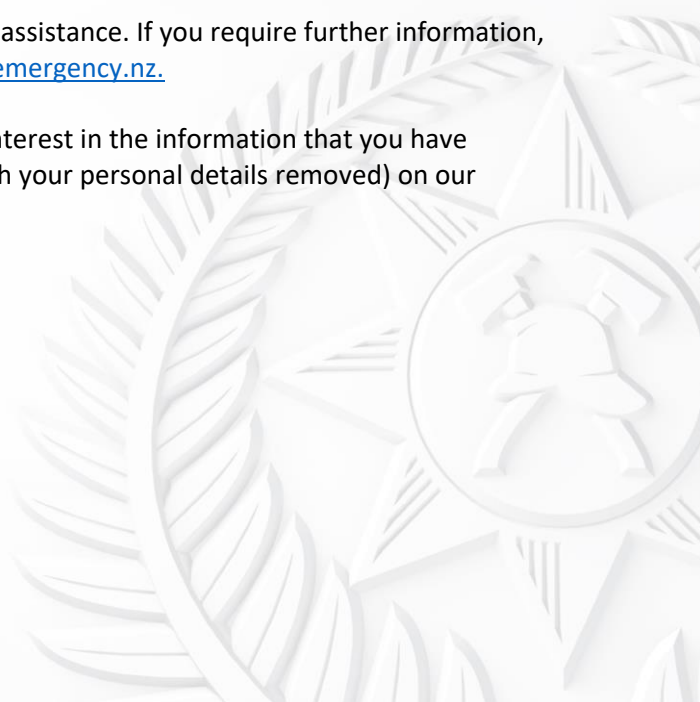 assistance. If you require further information,
emergency.nz.
terest in the information that you have
h your personal details removed) on our